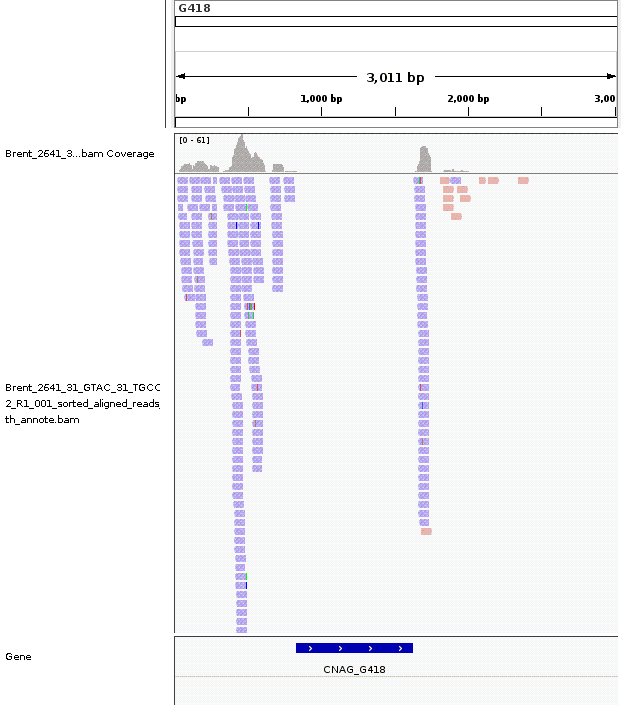 G418
3,011 bp
bp
1,000 bp
2,000 bp
3,00
[0 - 61]
Brent_2641_3...bam Coverage
Brent_2641_31_GTAC_31_TGCC
2_R1_001_sorted_aligned_reads_
th_annote.bam
Gene
CNAG_G418